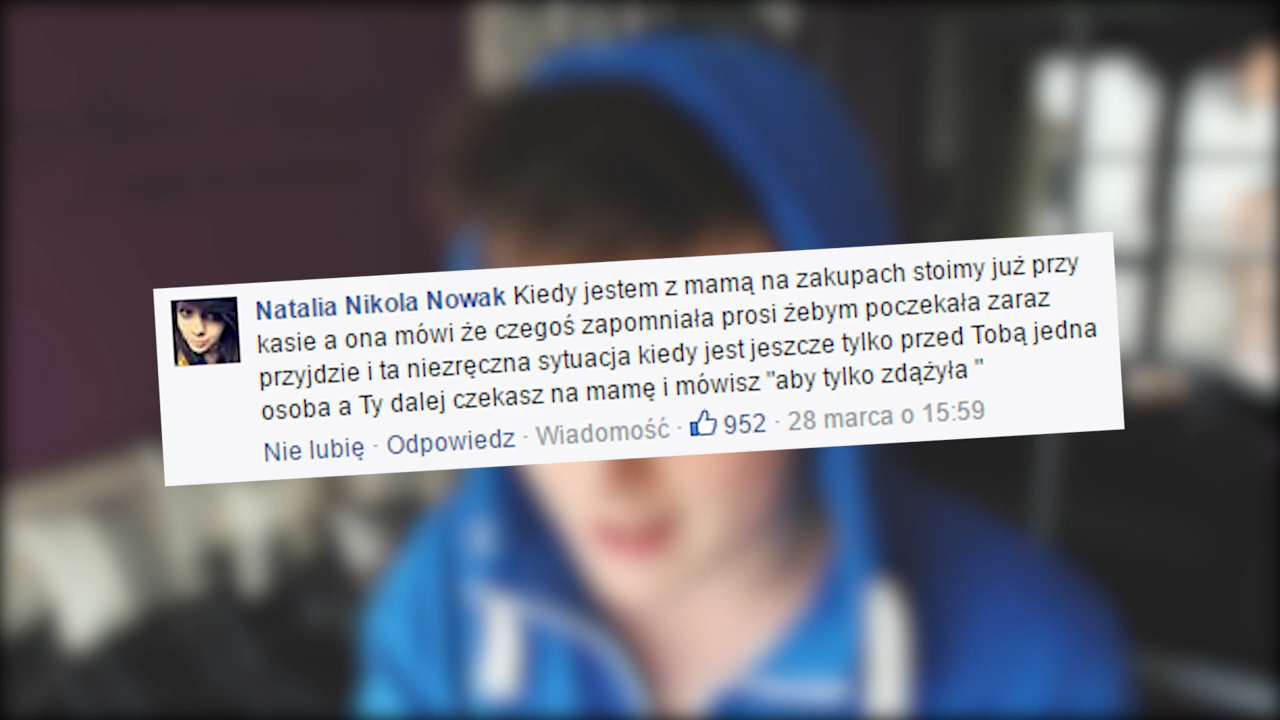 Natalia Nikola Nowak Kiedy jestem z mamą na zakupach stoimy już przy
kasie a ona mówi że czegoś zapomniała prosi żebym poczekała zaraz
przyjdzie i ta niezręczna sytuacja kiedy jest jeszcze tylko przed Tobą jedna
osoba a Ty dalej czekasz na mamę i mówisz "aby tylko zdążyła "
Nie lubię · Odpowiedz · Wiadomość · 952 · 28 marca o 15:59